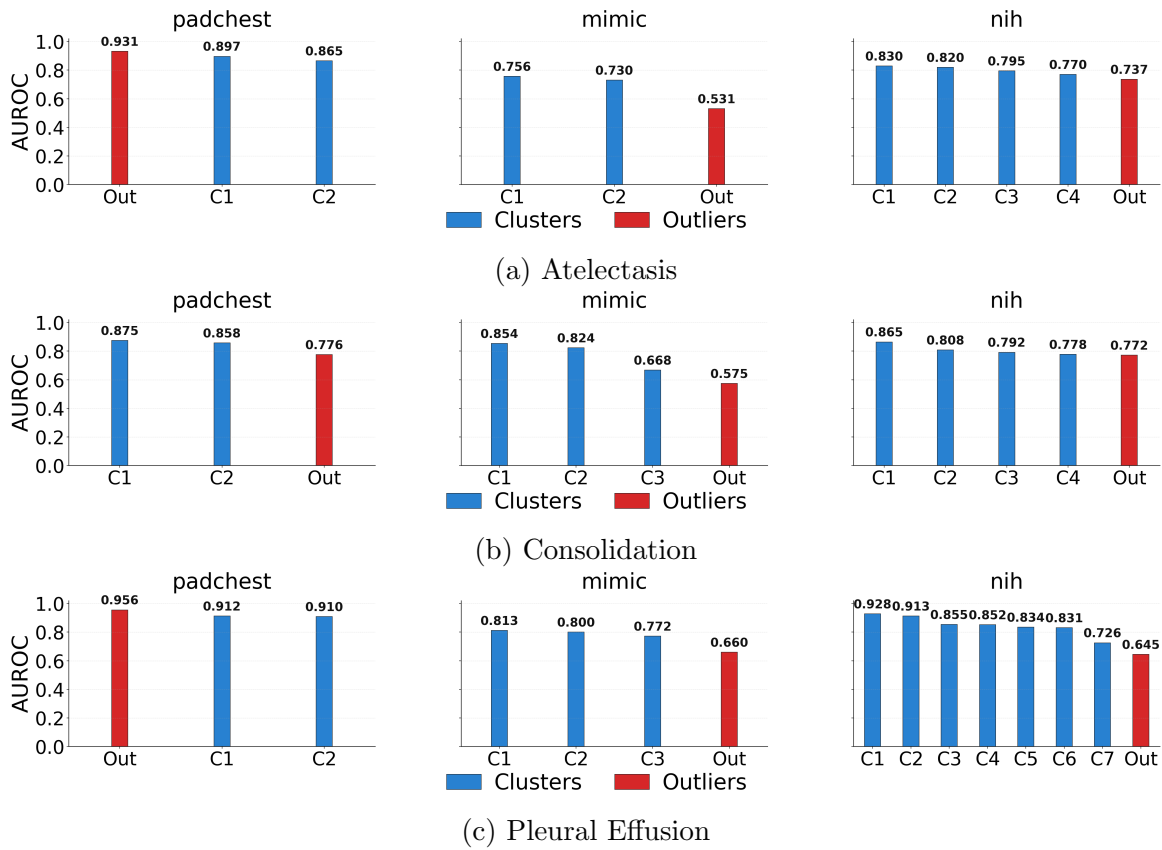 padchest mimic nih
0.931 0.897 0.865 0.756 0.730 0.531 0.830 0.820 0.795 0.770 0.737
AUROC
1.0
0.8
0.6
0.4
0.2
0.0
Out C1 C2 C1 C2 Out C1 C2 C3 C4 Out
Clusters Outliers
(a) Atelectasis
padchest mimic nih
0.875 0.858 0.776 0.854 0.824 0.668 0.575 0.865 0.808 0.792 0.778 0.772
AUROC
1.0
0.8
0.6
0.4
0.2
0.0
C1 C2 Out C1 C2 C3 Out C1 C2 C3 C4 Out
Clusters Outliers
(b) Consolidation
padchest mimic nih
0.956 0.912 0.910 0.813 0.800 0.772 0.660 0.928 0.913 0.855 0.852 0.834 0.831 0.726 0.645
AUROC
1.0
0.8
0.6
0.4
0.2
0.0
Out C1 C2 C1 C2 C3 Out C1 C2 C3 C4 C5 C6 C7 Out
Clusters Outliers
(c) Pleural Effusion